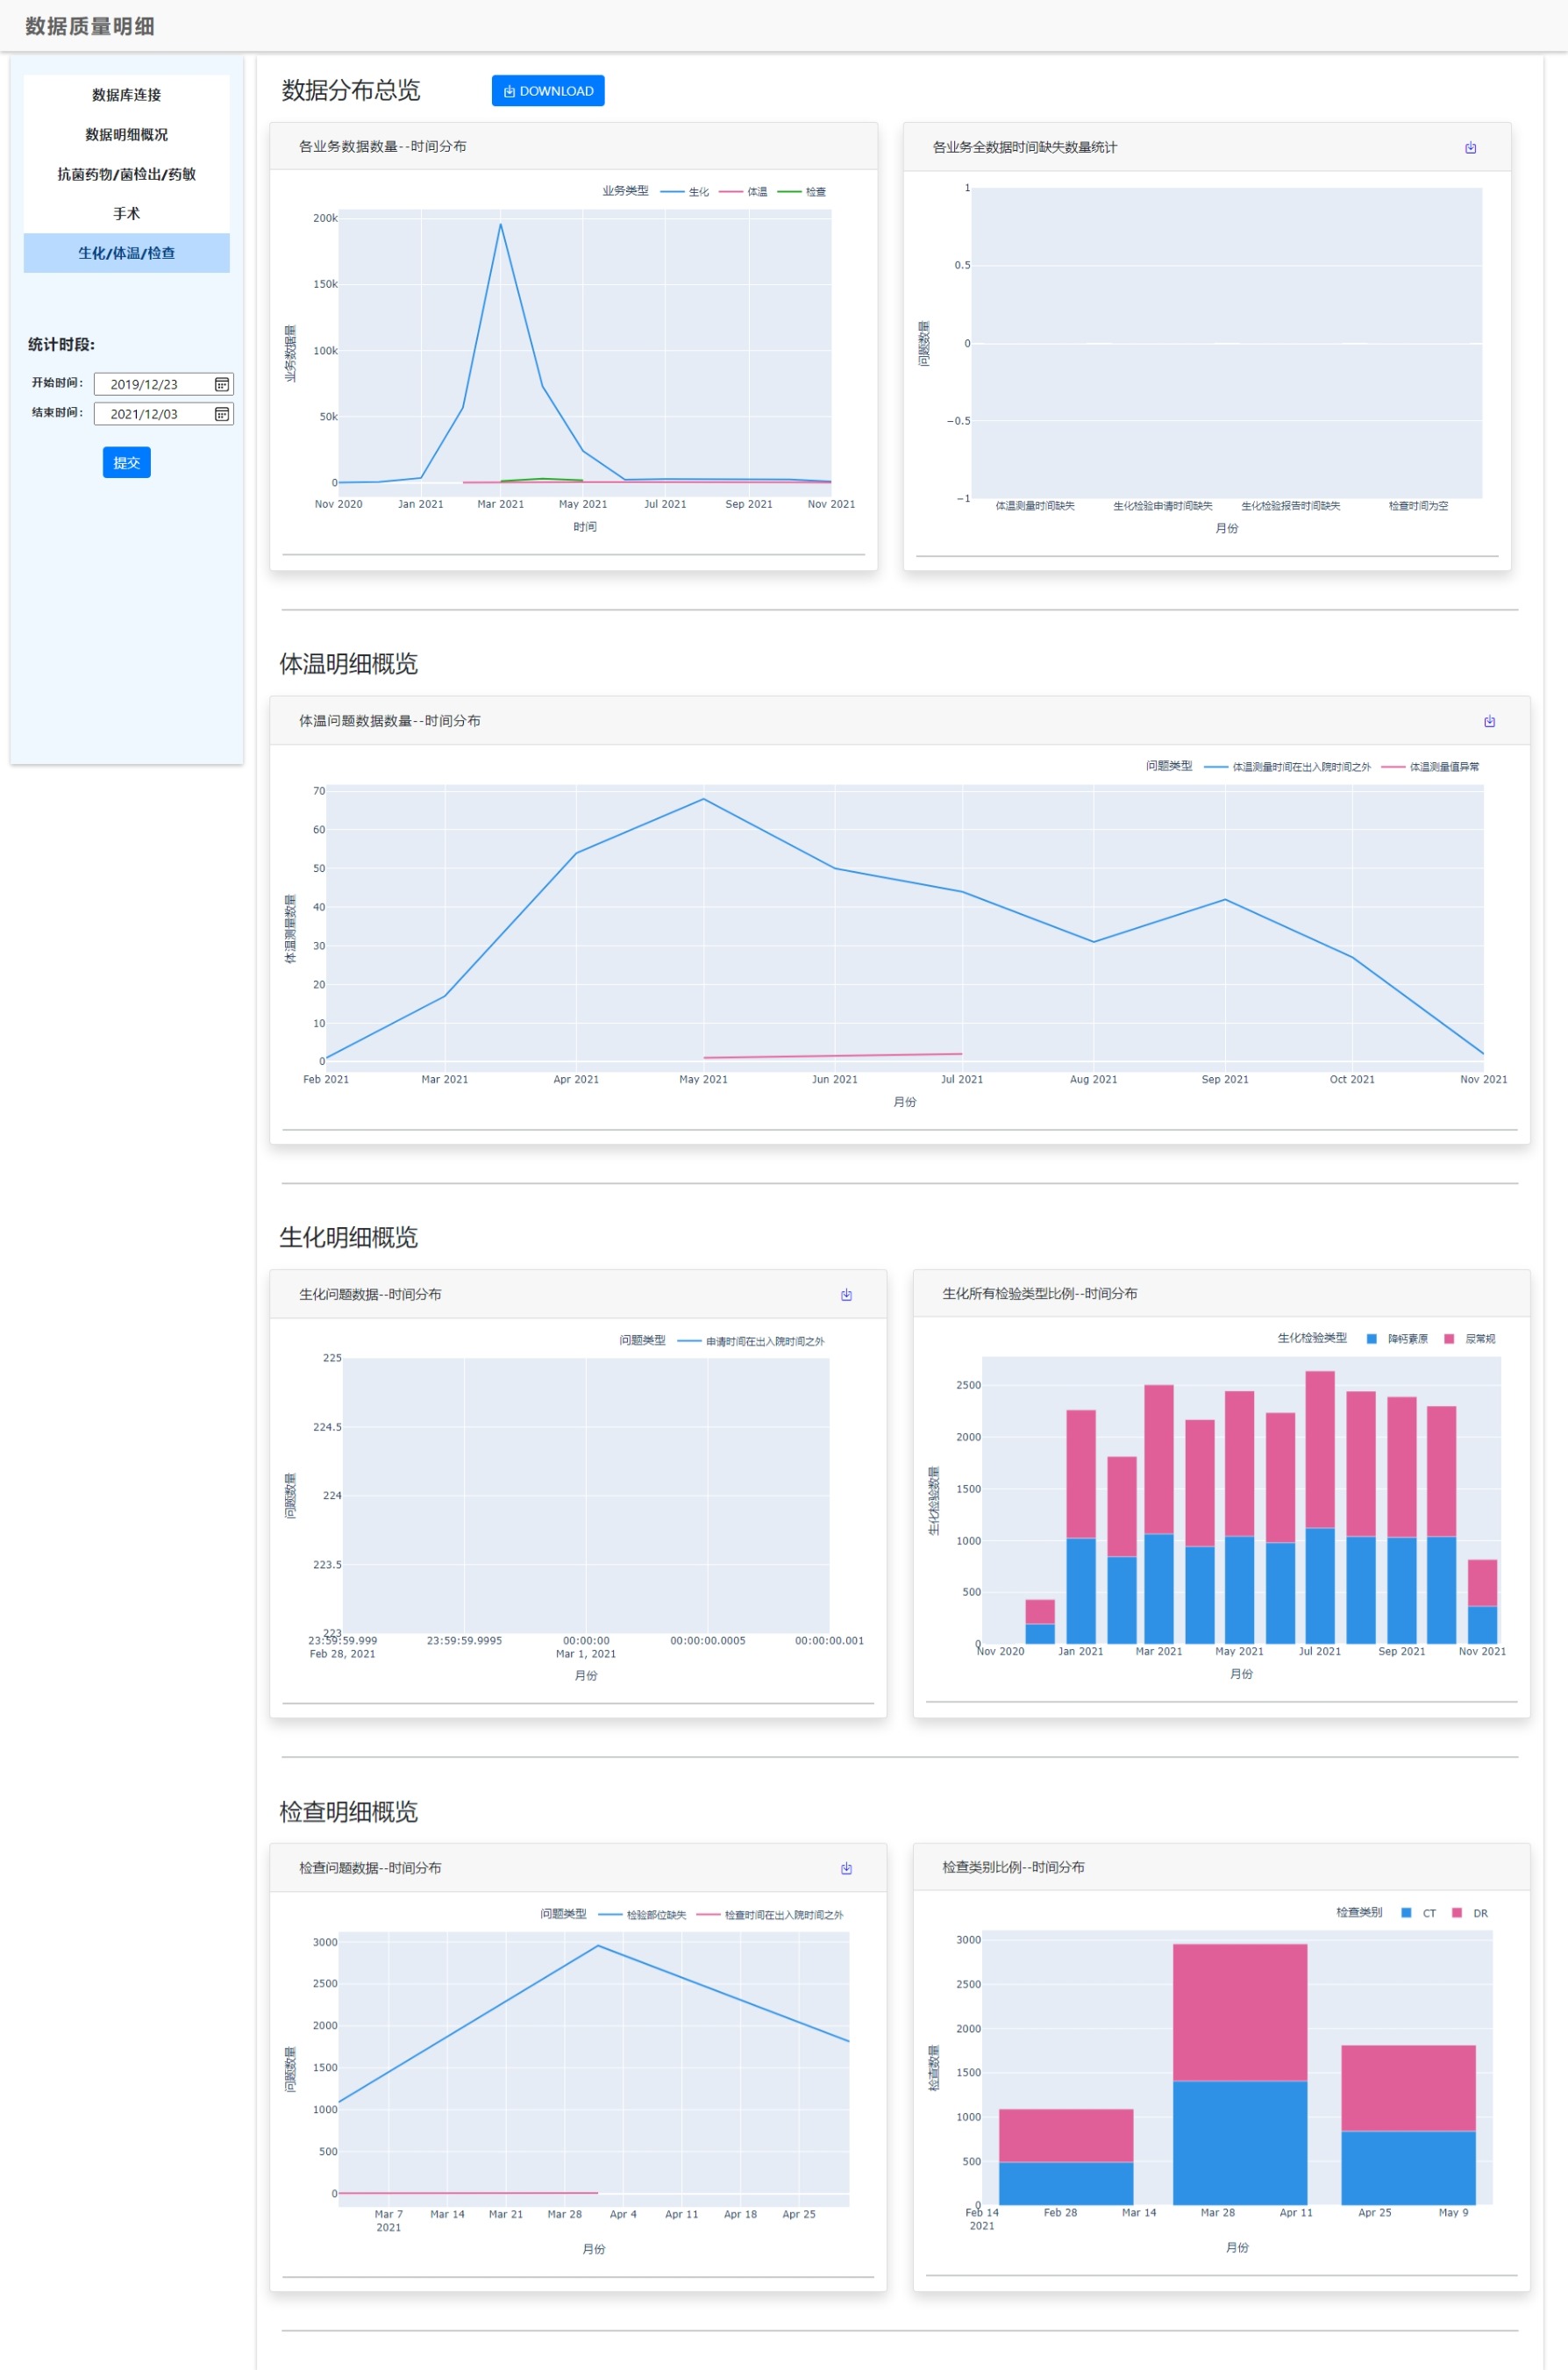 数据质量明细
数据库连接
数据明细概况
抗菌药物/菌检出/药敏
手术
生化/体温/检查
统计时段:
开始时间: 2019/12/23
结束时间: 2021/12/03
提交
数据分布总览
DOWNLOAD
各业务数据数量--时间分布
业务类型 生化 体温 检查
200k
150k
100k
50k
0
业务数据量
Nov 2020 Jan 2021 Mar 2021 May 2021 Jul 2021 Sep 2021 Nov 2021
时间
各业务全数据时间缺失数量统计
1
0.5
0
−0.5
−1
问题数量
体温测量时间缺失 生化检验申请时间缺失 生化检验报告时间缺失 检查时间为空
月份
体温明细概览
体温问题数据数量--时间分布
问题类型 体温测量时间在出入院时间之外 体温测量值异常
70
60
50
40
30
20
10
0
体温测量数量
Feb 2021 Mar 2021 Apr 2021 May 2021 Jun 2021 Jul 2021 Aug 2021 Sep 2021 Oct 2021 Nov 2021
月份
生化明细概览
生化问题数据--时间分布
问题类型 申请时间在出入院时间之外
225
224.5
224
223.5
223
问题数量
23:59:59.999 23:59:59.9995 00:00:00 00:00:00.0005 00:00:00.001
Feb 28, 2021 Mar 1, 2021
月份
生化所有检验类型比例--时间分布
生化检验类型 降钙素原 尿常规
2500
2000
1500
1000
500
0
生化检验数量
Nov 2020 Jan 2021 Mar 2021 May 2021 Jul 2021 Sep 2021 Nov 2021
月份
检查明细概览
检查问题数据--时间分布
问题类型 检验部位缺失 检查时间在出入院时间之外
3000
2500
2000
1500
1000
500
0
问题数量
Mar 7 Mar 14 Mar 21 Mar 28 Apr 4 Apr 11 Apr 18 Apr 25
2021
月份
检查类别比例--时间分布
检查类别 CT DR
3000
2500
2000
1500
1000
500
0
检查数量
Feb 14 Feb 28 Mar 14 Mar 28 Apr 11 Apr 25 May 9
2021
月份